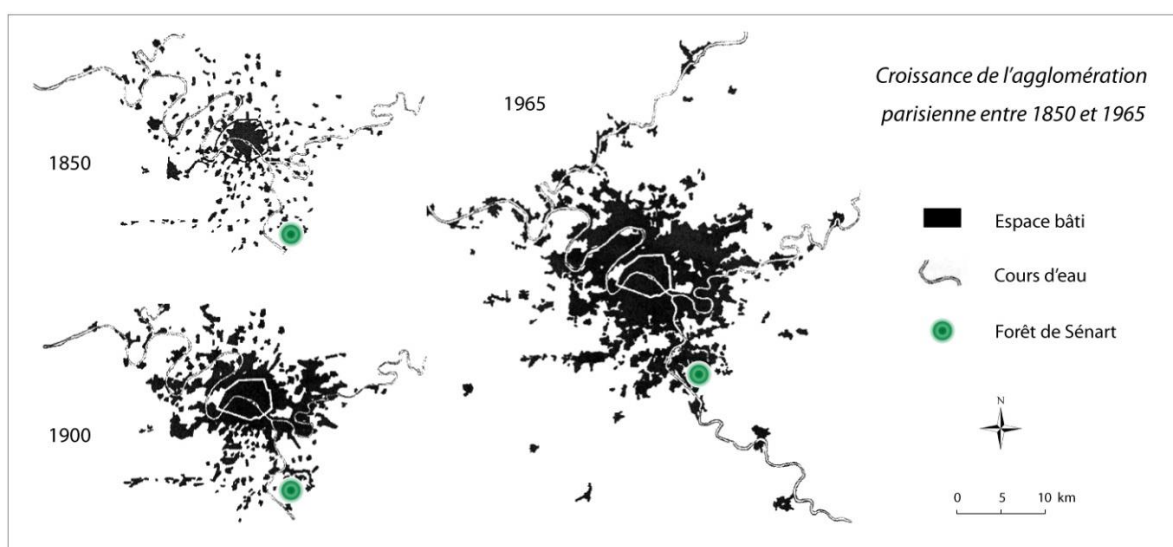 Croissance de l'agglomération
parisienne entre 1850 et 1965
1850
1900
1965
Espace bâti
Cours d'eau
Forêt de Sénart
N
0 5 10 km